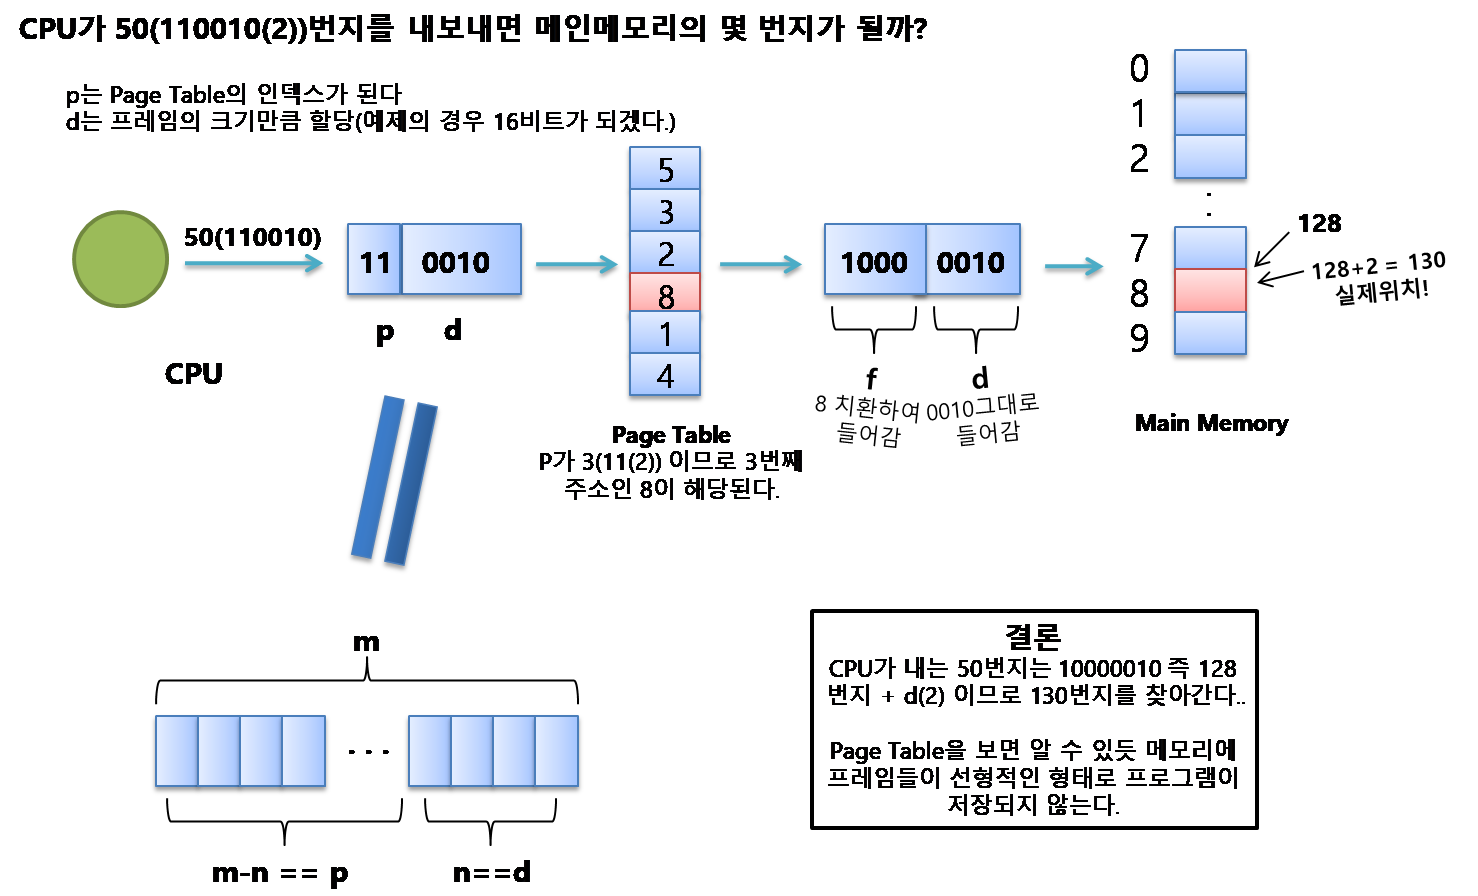 CPU가 50(110010(2))번지를 내보내면 메인메모리의 몇 번지가 될까?
p는 Page Table의 인덱스가 된다
d는 프레임의 크기만큼 할당(예제의 경우 16비트가 되겠다.)
50(110010)
11
0010
p
d
CPU
5
3
2
8
1
4
Page Table
P가 3(11(2)) 이므로 3번째
주소인 8이 해당된다.
1000
0010
f
d
8 치환하여
들어감
0010그대로
들어감
0
1
2
7
8
9
128
128+2 = 130
실제위치!
Main Memory
m
m-n == p
n==d
결론
CPU가 내는 50번지는 10000010 즉 128
번지 + d(2) 이므로 130번지를 찾아간다..
Page Table을 보면 알 수 있듯 메모리에
프레임들이 선형적인 형태로 프로그램이
저장되지 않는다.